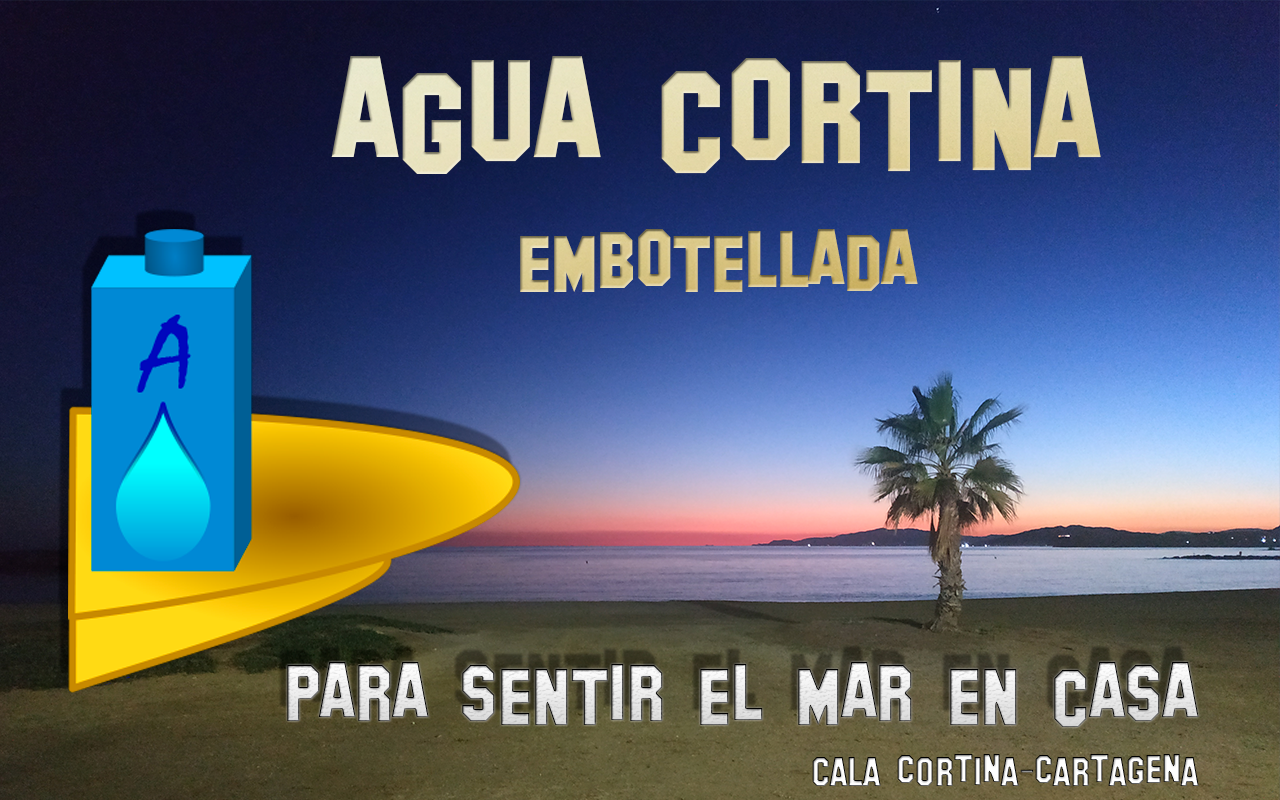 AGUA CORTINA
EMBOTELLADA
A
PARA SENTIR EL MAR EN CASA
CALA CORTINA-CARTAGENA